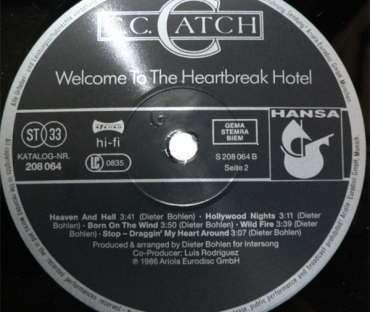 C.C. CATCH
Welcome To The Heartbreak Hotel
HANSA
ST 33
STEREO
hi-fi
GEMA
STEMRA
BIEM
KATALOG-NR.
208 064
LC 0835
S 208 064 B
Seite 2
Heaven And Hell 3:41 (Dieter Bohlen) · Hollywood Nights 3:11 (Dieter
Bohlen) · Born On The Wind 3:50 (Dieter Bohlen) · Wild Fire 3:39 (Dieter
Bohlen) · Stop – Draggin' My Heart Around 3:07 (Dieter Bohlen)
Produced & arranged by Dieter Bohlen for Intersong
Co-Producer: Luis Rodriguez
℗ 1986 Ariola Eurodisc GmbH